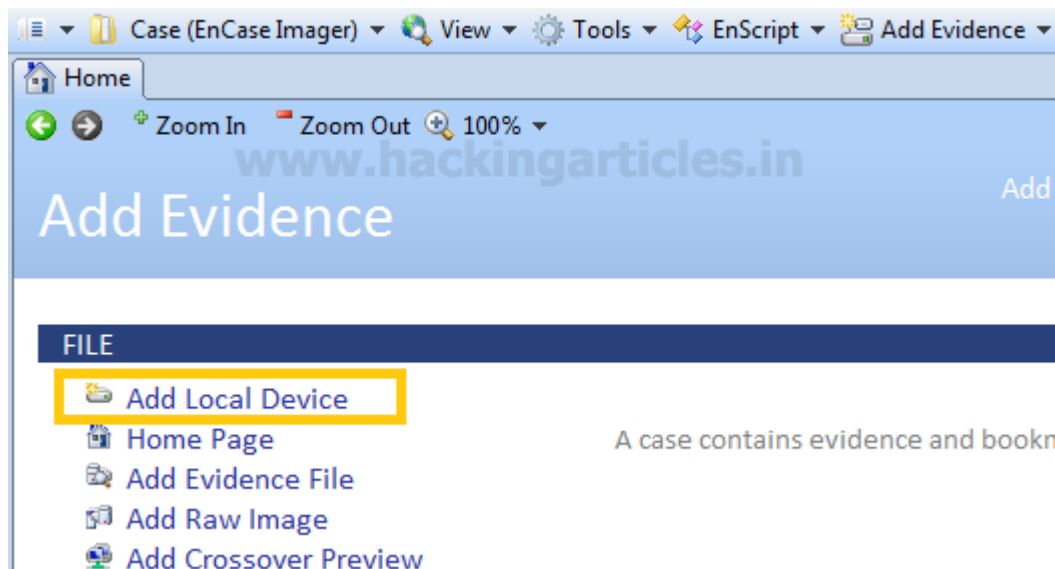 Case (EnCase Imager) View Tools EnScript Add Evidence
Home
Zoom In Zoom Out 100%
www.hackingarticles.in
Add Evidence
Add
FILE
Add Local Device
Home Page
A case contains evidence and bookm
Add Evidence File
Add Raw Image
Add Crossover Preview